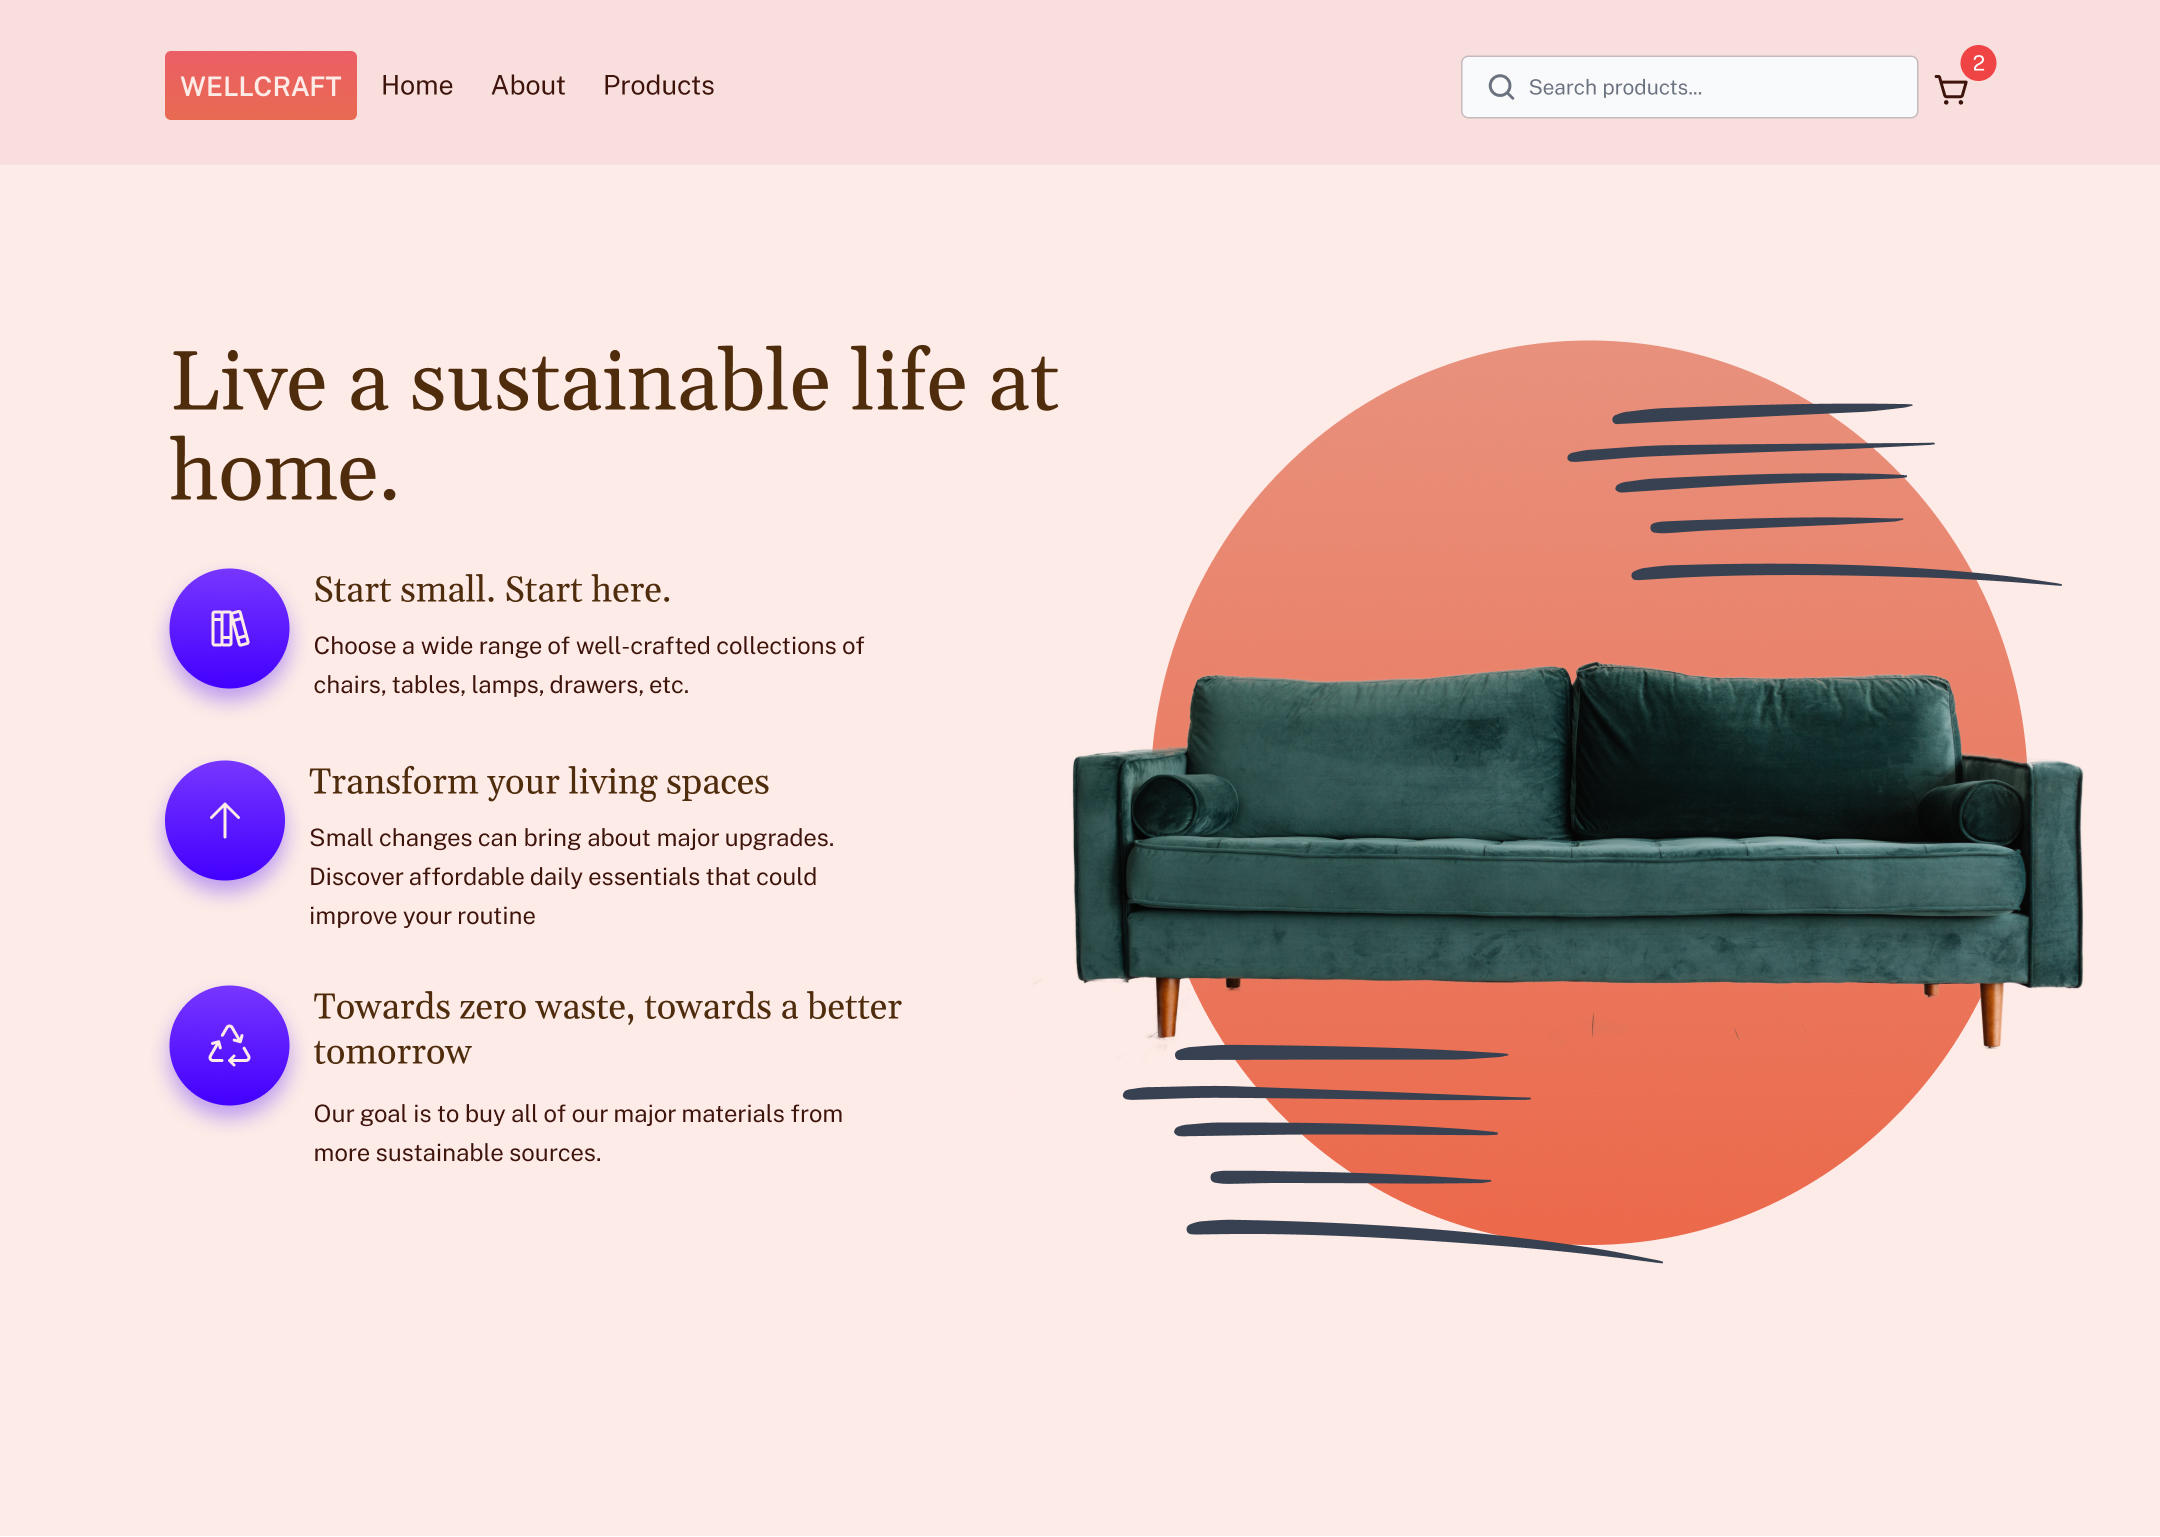 WELLCRAFT
Home
About
Products
Search products...
2
Live a sustainable life at
home.
Start small. Start here.
Choose a wide range of well-crafted collections of
chairs, tables, lamps, drawers, etc.
Transform your living spaces
Small changes can bring about major upgrades.
Discover affordable daily essentials that could
improve your routine
Towards zero waste, towards a better
tomorrow
Our goal is to buy all of our major materials from
more sustainable sources.